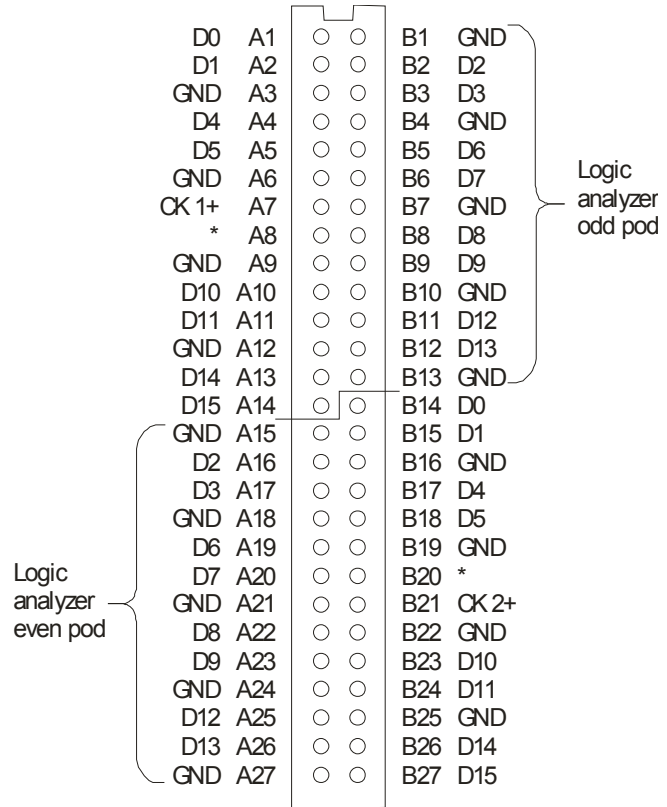 D0 A1 B1 GND
D1 A2 B2 D2
GND A3 B3 D3
D4 A4 B4 GND
D5 A5 B5 D6
GND A6 B6 D7
CK 1+ A7 B7 GND
* A8 B8 D8
GND A9 B9 D9
D10 A10 B10 GND
D11 A11 B11 D12
GND A12 B12 D13
D14 A13 B13 GND
D15 A14 B14 D0
GND A15 B15 D1
D2 A16 B16 GND
D3 A17 B17 D4
GND A18 B18 D5
D6 A19 B19 GND
D7 A20 B20 *
GND A21 B21 CK 2+
D8 A22 B22 GND
D9 A23 B23 D10
GND A24 B24 D11
D12 A25 B25 GND
D13 A26 B26 D14
GND A27 B27 D15
Logic
analyzer
odd pod
Logic
analyzer
even pod